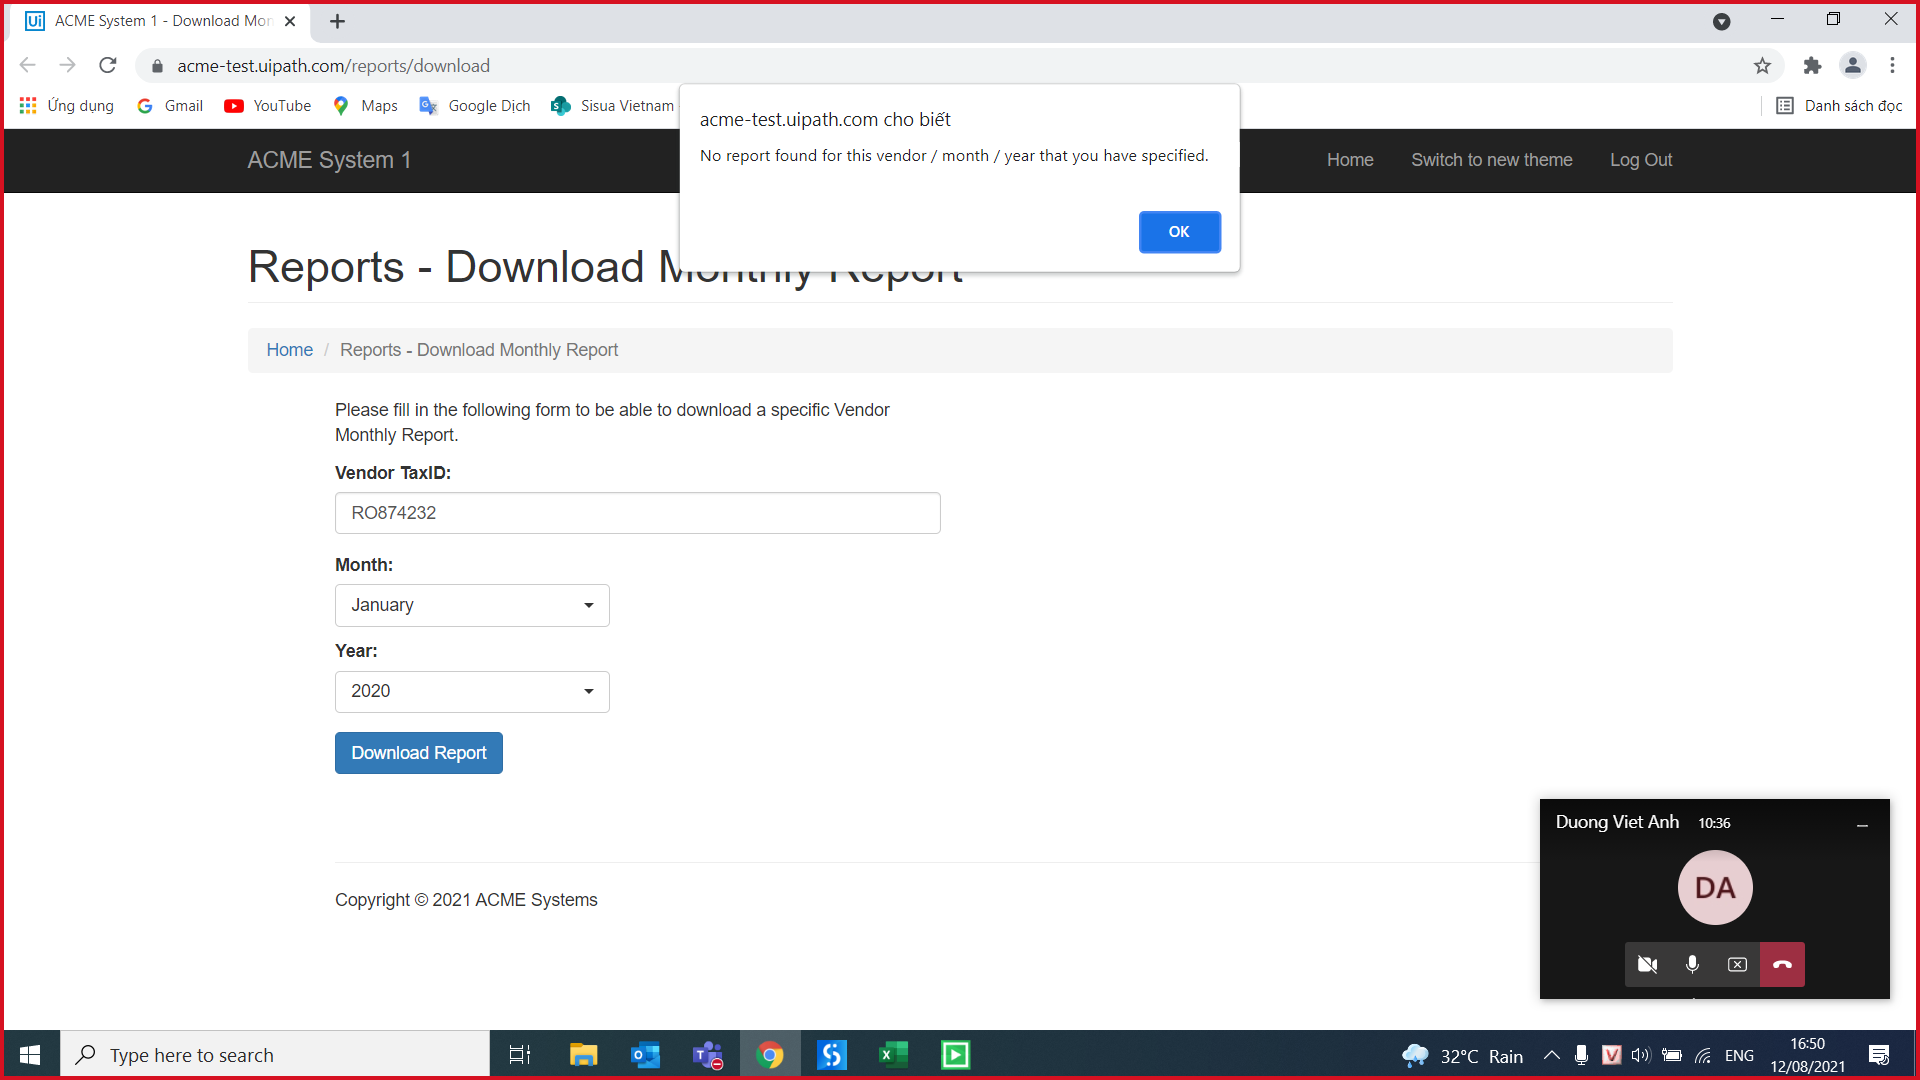 ACME System 1 - Download Mon
acme-test.uipath.com/reports/download
Ứng dụng Gmail YouTube Maps Google Dịch Sisua Vietnam Danh sách đọc
acme-test.uipath.com cho biết
No report found for this vendor / month / year that you have specified.
OK
ACME System 1 Home Switch to new theme Log Out
Reports - Download Monthly Report
Home / Reports - Download Monthly Report
Please fill in the following form to be able to download a specific Vendor
Monthly Report.
Vendor TaxID:
RO874232
Month:
January
Year:
2020
Download Report
Copyright © 2021 ACME Systems
Duong Viet Anh 10:36
DA
Type here to search
32°C Rain
ENG
16:50
12/08/2021